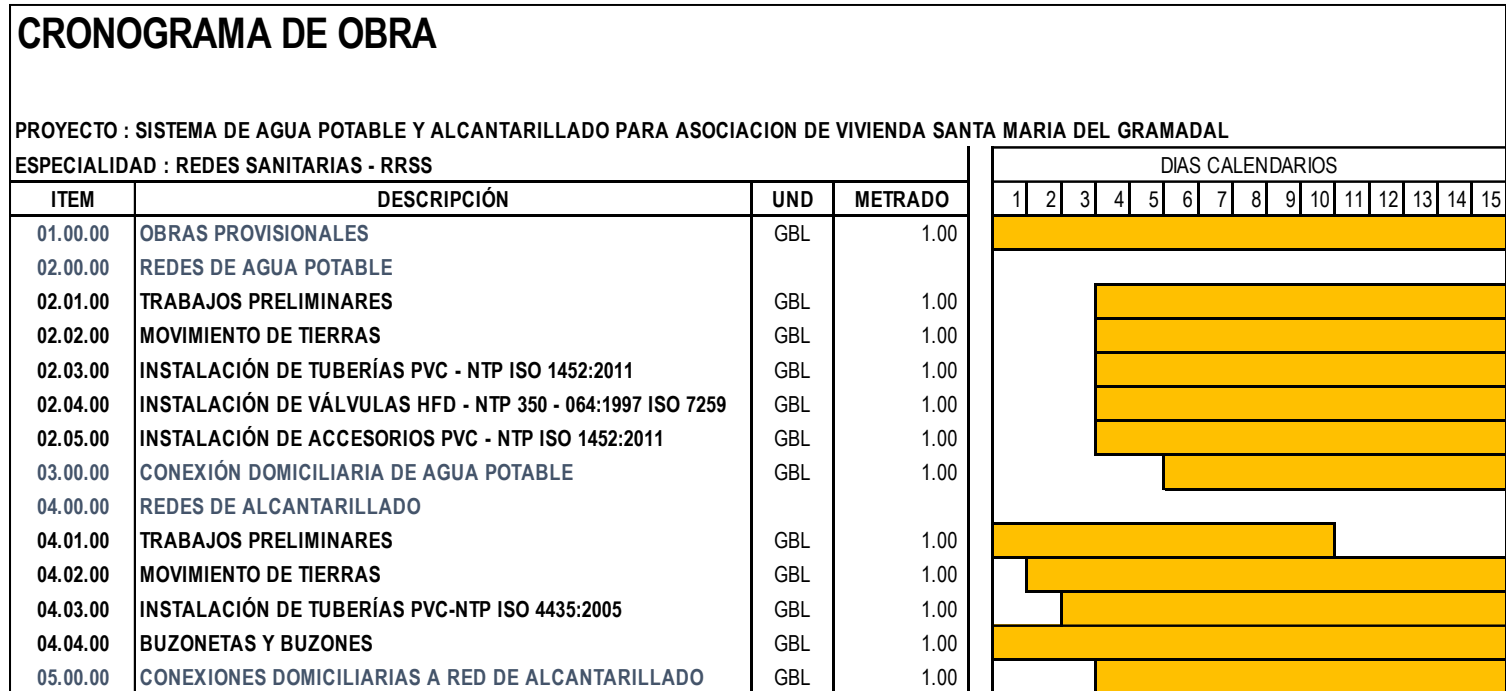 CRONOGRAMA DE OBRA
PROYECTO : SISTEMA DE AGUA POTABLE Y ALCANTARILLADO PARA ASOCIACION DE VIVIENDA SANTA MARIA DEL GRAMADAL
ESPECIALIDAD : REDES SANITARIAS - RRSS DIAS CALENDARIOS
ITEM DESCRIPCIÓN UND METRADO 1 2 3 4 5 6 7 8 9 10 11 12 13 14 15
01.00.00 OBRAS PROVISIONALES GBL 1.00
02.00.00 REDES DE AGUA POTABLE
02.01.00 TRABAJOS PRELIMINARES GBL 1.00
02.02.00 MOVIMIENTO DE TIERRAS GBL 1.00
02.03.00 INSTALACIÓN DE TUBERÍAS PVC - NTP ISO 1452:2011 GBL 1.00
02.04.00 INSTALACIÓN DE VÁLVULAS HFD - NTP 350 - 064:1997 ISO 7259 GBL 1.00
02.05.00 INSTALACIÓN DE ACCESORIOS PVC - NTP ISO 1452:2011 GBL 1.00
03.00.00 CONEXIÓN DOMICILIARIA DE AGUA POTABLE GBL 1.00
04.00.00 REDES DE ALCANTARILLADO
04.01.00 TRABAJOS PRELIMINARES GBL 1.00
04.02.00 MOVIMIENTO DE TIERRAS GBL 1.00
04.03.00 INSTALACIÓN DE TUBERÍAS PVC-NTP ISO 4435:2005 GBL 1.00
04.04.00 BUZONETAS Y BUZONES GBL 1.00
05.00.00 CONEXIONES DOMICILIARIAS A RED DE ALCANTARILLADO GBL 1.00